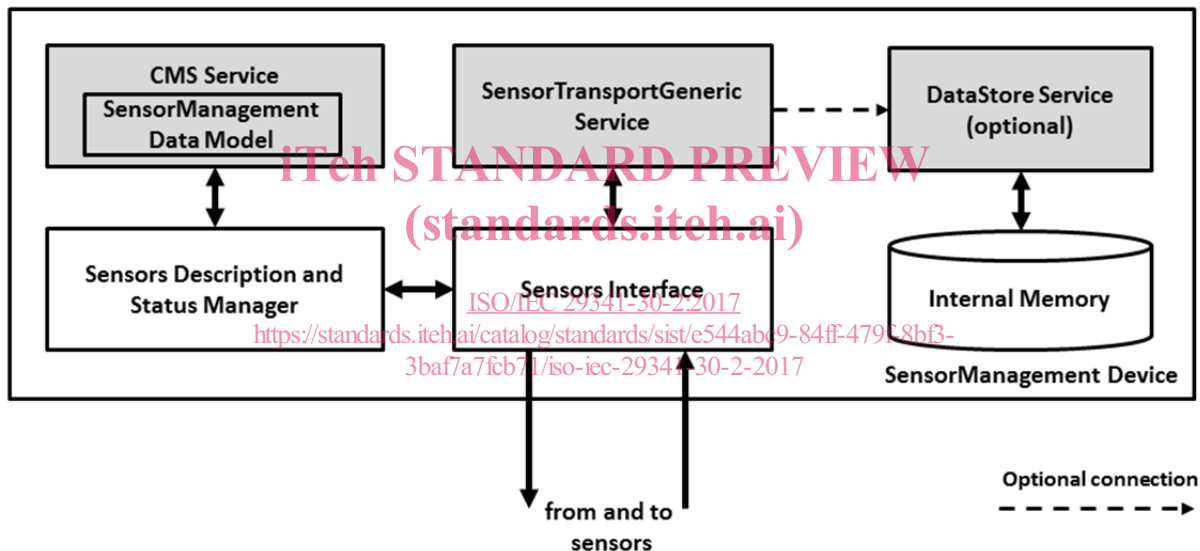 CMS Service
SensorManagement
Data Model
SensorTransportGeneric
Service
DataStore Service
(optional)
iTeh STANDARD PREVIEW
(standards.iteh.ai)
Sensors Description and
Status Manager
Sensors Interface
Internal Memory
ISO/IEC 29341-30-2:2017
https://standards.iteh.ai/catalog/standards/sist/e544abc9-84ff-479f-8bf3-
3baf7a7fcb71/iso-iec-29341-30-2-2017
SensorManagement Device
Optional connection
from and to
sensors